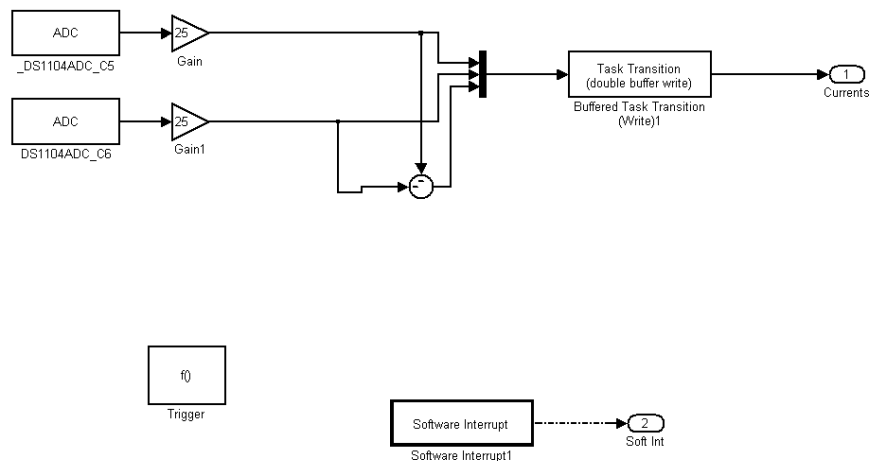 ADC
_DS1104ADC_C5
25
Gain
ADC
DS1104ADC_C6
25
Gain1
- -
Task Transition
(double buffer write)
Buffered Task Transition
(Write)1
1
Currents
f()
Trigger
Software Interrupt
Software Interrupt1
2
Soft Int